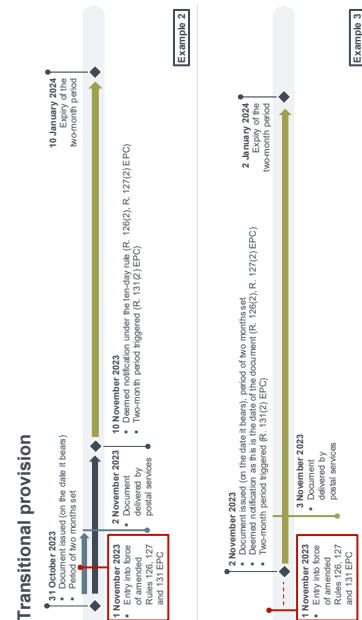 Transitional provision
31 October 2023
• Document issued (on the date it bears)
• Period of two months set
1 November 2023
• Entry into force
of amended
Rules 126, 127
and 131 EPC
2 November 2023
• Document
delivered by
postal services
10 November 2023
• Deemed notification under the ten-day rule (R. 126(2), R. 127(2) EPC)
• Two-month period triggered (R. 131(2) EPC)
10 January 2024
Expiry of the
two-month period
Example 2
2 November 2023
• Document issued (on the date it bears), period of two months set
• Deemed notification as this is the date of the document (R. 126(2), R. 127(2) EPC)
• Two-month period triggered (R. 131(2) EPC)
1 November 2023
• Entry into force
of amended
Rules 126, 127
and 131 EPC
3 November 2023
• Document
delivered by
postal services
2 January 2024
Expiry of the
two-month period
Example 3